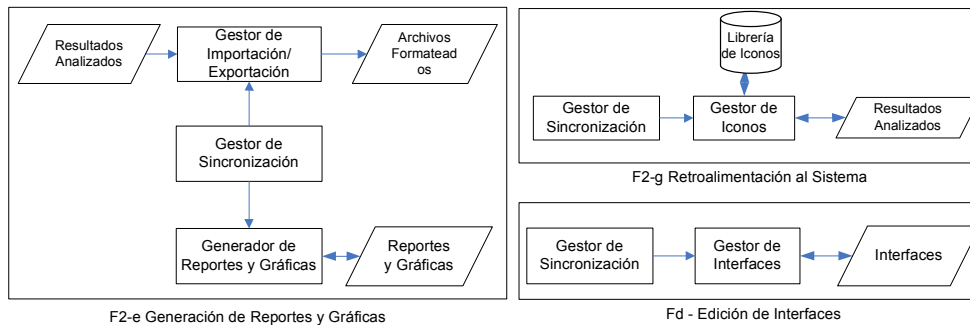 Resultados
Analizados
Gestor de
Importación/
Exportación
Archivos
Formatead
os
Gestor de
Sincronización
Generador de
Reportes y Gráficas
Reportes
y Gráficas
F2-e Generación de Reportes y Gráficas
Librería
de Iconos
Gestor de
Sincronización
Gestor de
Iconos
Resultados
Analizados
F2-g Retroalimentación al Sistema
Gestor de
Sincronización
Gestor de
Interfaces
Interfaces
Fd - Edición de Interfaces